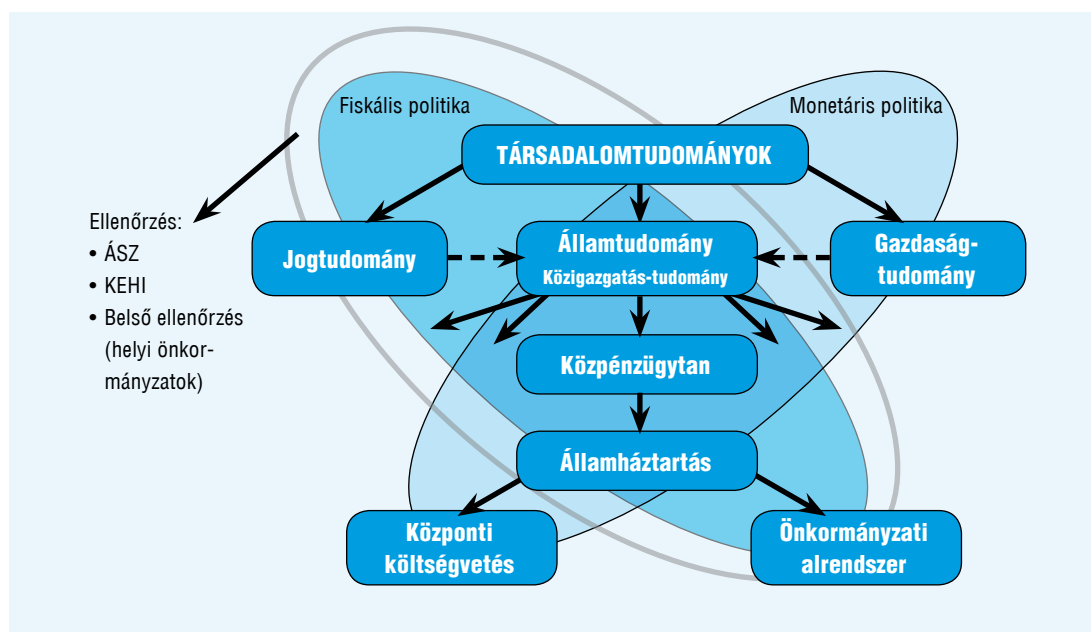 Fiskális politika
Monetáris politika
TÁRSADALOMTUDOMÁNYOK
Ellenőrzés:
• ÁSZ
• KEHI
• Belső ellenőrzés
(helyi önkor-
mányzatok)
Jogtudomány
Államtudomány
Közigazgatás-tudomány
Gazdaság-
tudomány
Közpénzügytan
Államháztartás
Központi
költségvetés
Önkormányzati
alrendszer